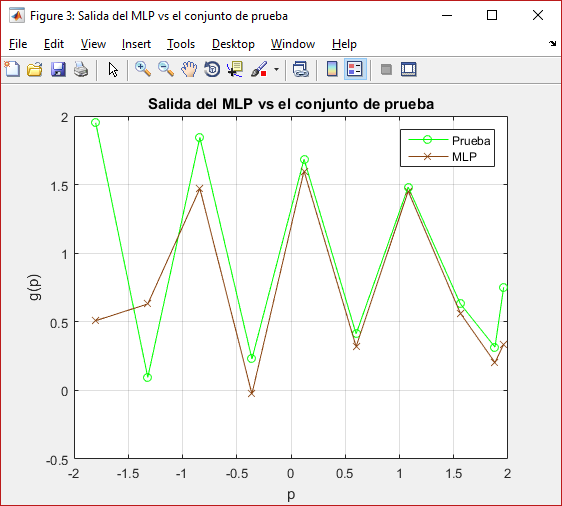 Figure 3: Salida del MLP vs el conjunto de prueba
File Edit View Insert Tools Desktop Window Help
Salida del MLP vs el conjunto de prueba
Prueba
MLP
g(p)
2
1.5
1
0.5
0
-0.5
-2 -1.5 -1 -0.5 0 0.5 1 1.5 2
p